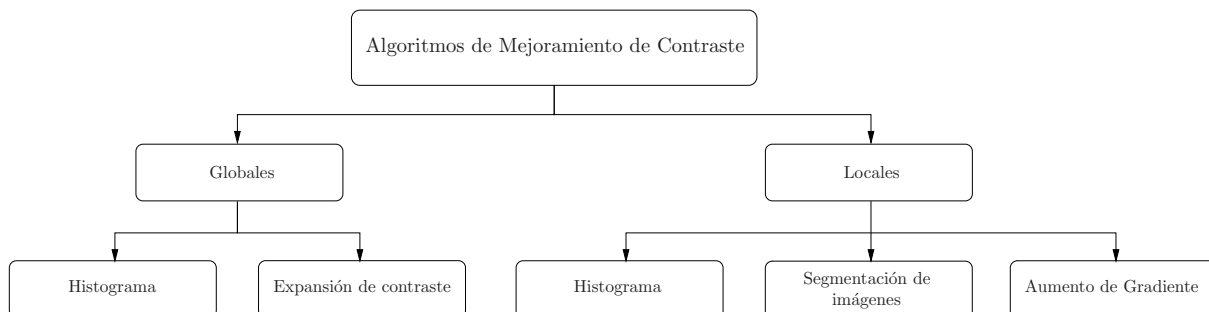 Algoritmos de Mejoramiento de Contraste
Globales
Locales
Histograma
Expansión de contraste
Histograma
Segmentación de
imágenes
Aumento de Gradiente